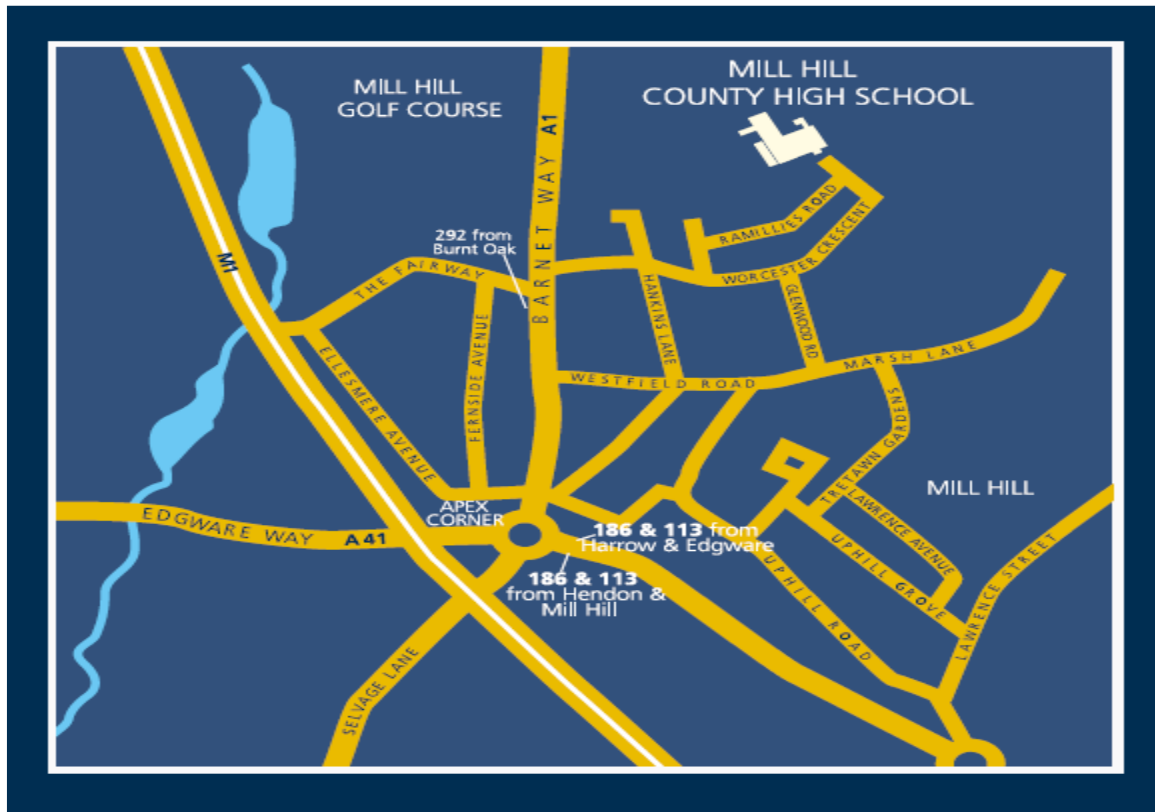 MILL HILL
GOLF COURSE
MILL HILL
COUNTY HIGH SCHOOL
BARNET WAY A1
RAMILLIES ROAD
292 from
Burnt Oak
M1
THE FAIRWAY
HANKINS LANE
WORCESTER CRESCENT
GLENWOOD RD
FERNSIDE AVENUE
ELLESMERE AVENUE
WESTFIELD ROAD
MARSH LANE
TRETAWN GARDENS
MILL HILL
LAWRENCE AVENUE
APEX
CORNER
EDGWARE WAY A41
186 & 113 from
Harrow & Edgware
186 & 113
from Hendon &
Mill Hill
UPHILL GROVE
UPHILL ROAD
LAWRENCE STREET
SELVAGE LANE